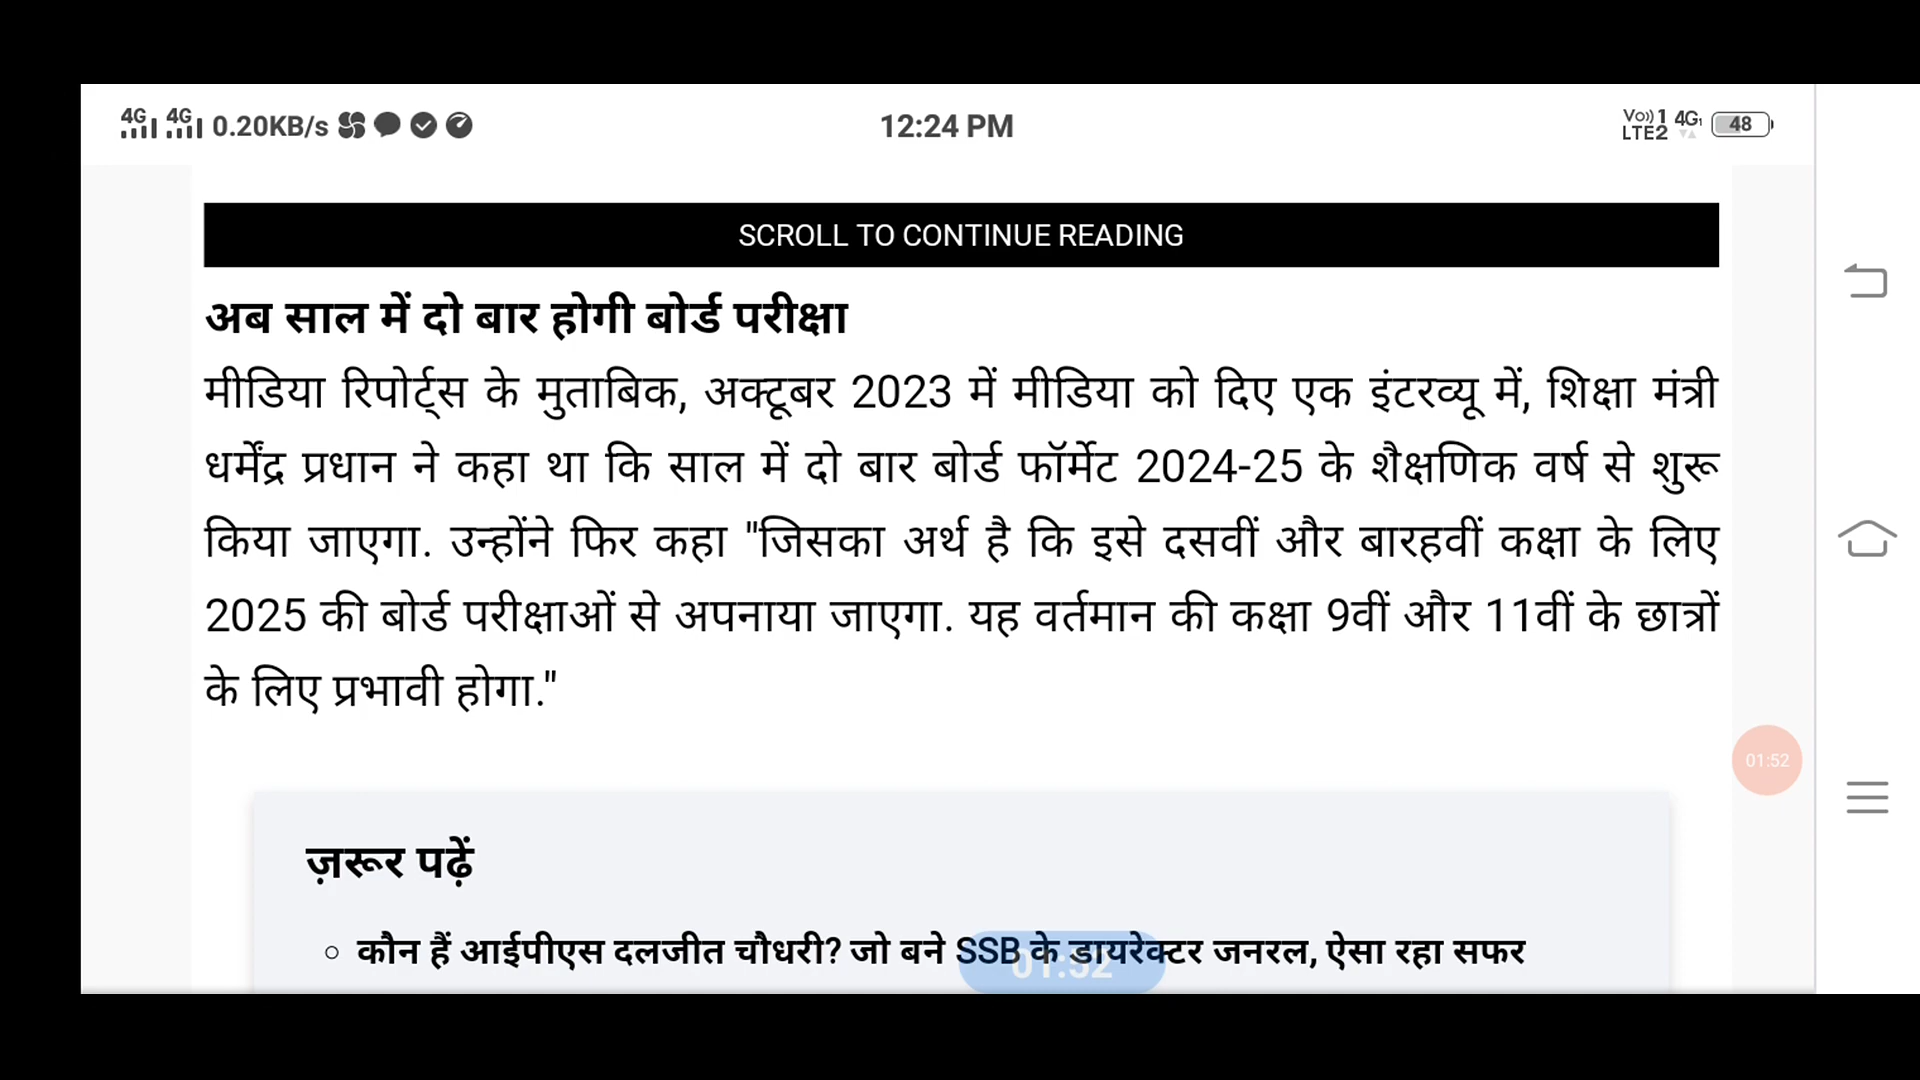 4G 4G 0.20KB/s 12:24 PM Vo)) 1 4G1 48
LTE2
SCROLL TO CONTINUE READING
अब साल में दो बार होगी बोर्ड परीक्षा
मीडिया रिपोर्ट्स के मुताबिक, अक्टूबर 2023 में मीडिया को दिए एक इंटरव्यू में, शिक्षा मंत्री
धर्मेंद्र प्रधान ने कहा था कि साल में दो बार बोर्ड फॉर्मेट 2024-25 के शैक्षणिक वर्ष से शुरू
किया जाएगा. उन्होंने फिर कहा "जिसका अर्थ है कि इसे दसवीं और बारहवीं कक्षा के लिए
2025 की बोर्ड परीक्षाओं से अपनाया जाएगा. यह वर्तमान की कक्षा 9वीं और 11वीं के छात्रों
के लिए प्रभावी होगा."
01:52
ज़रूर पढ़ें
कौन हैं आईपीएस दलजीत चौधरी? जो बने SSB के डायरेक्टर जनरल, ऐसा रहा सफर
01:52